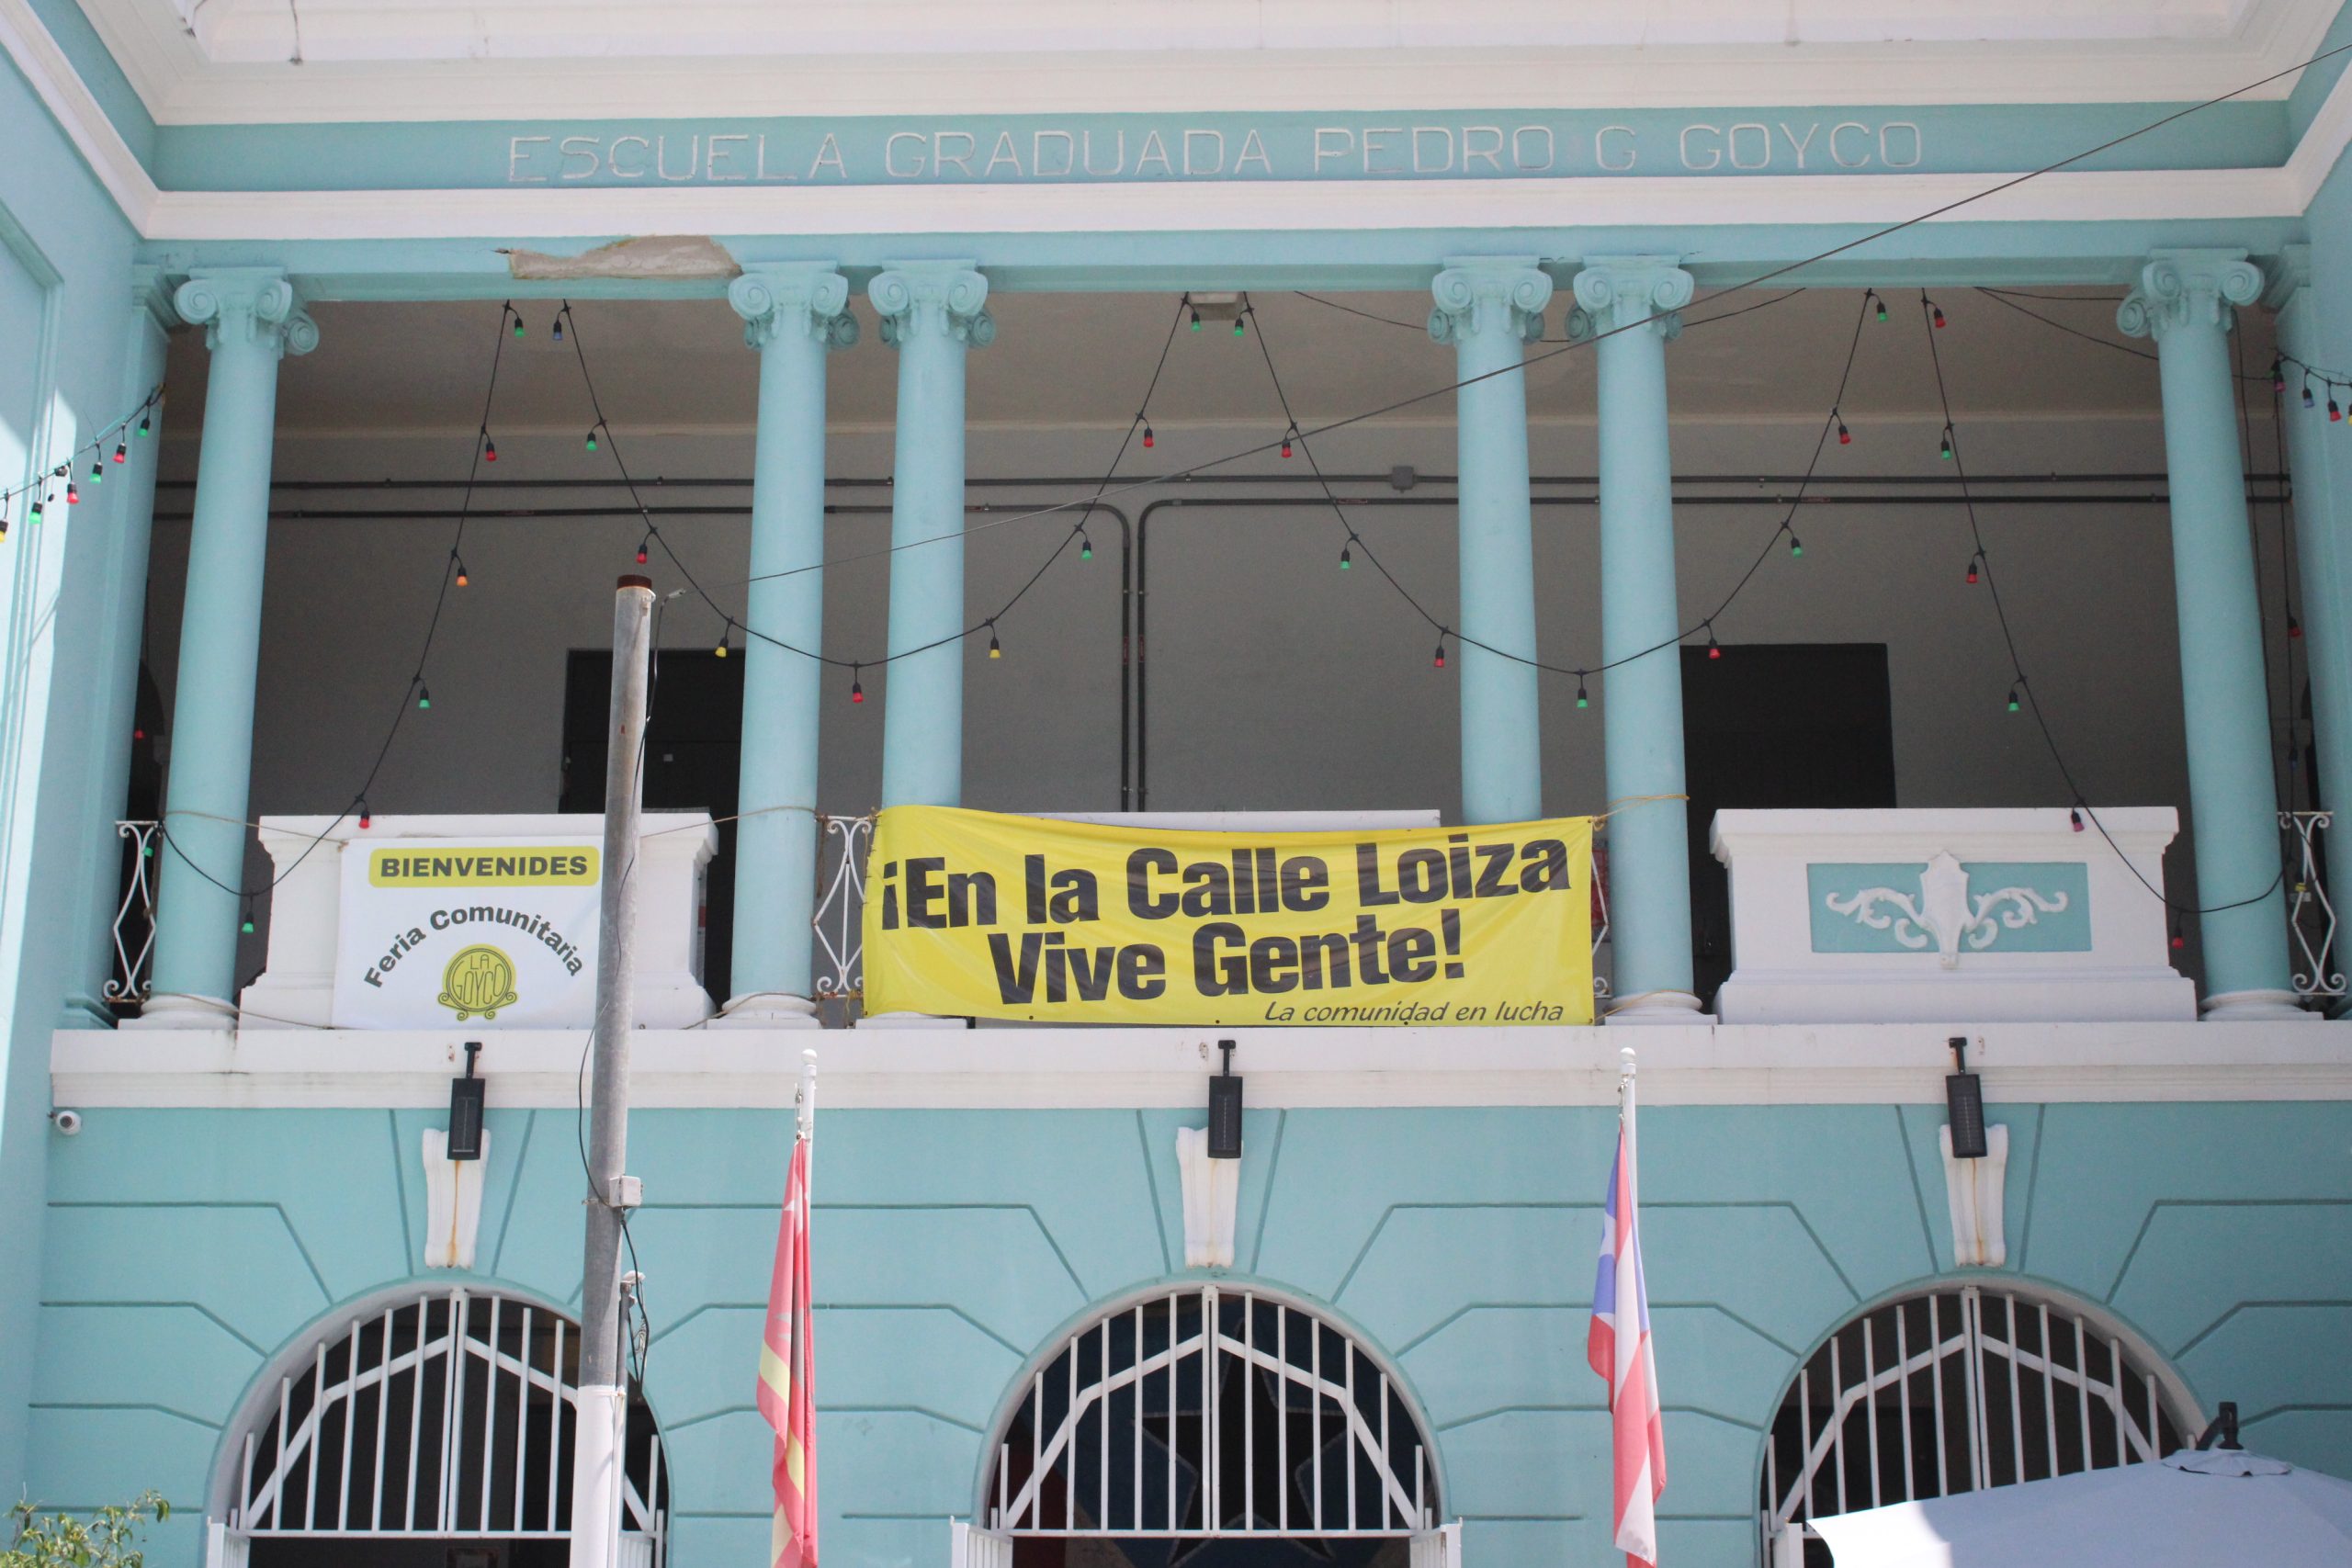 ESCUELA GRADUADA PEDRO G GOYCO
BIENVENIDES
Feria Comunitaria
LA
GOYCO
¡En la Calle Loiza
Vive Gente!
La comunidad en lucha